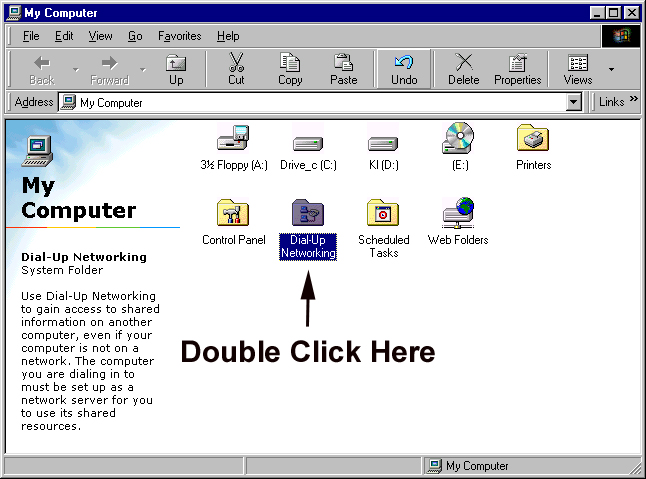 My Computer
File Edit View Go Favorites Help
Back Forward Up Cut Copy Paste Undo Delete Properties Views
Address My Computer Links »
3½ Floppy (A:) Drive_c (C:) KI (D:) (E:) Printers
My
Computer
Control Panel Dial-Up Networking Scheduled Tasks Web Folders
Dial-Up Networking
System Folder
Use Dial-Up Networking
to gain access to shared
information on another
computer, even if your
computer is not on a
network. The computer
you are dialing in to
must be set up as a
network server for you
to use its shared
resources.
Double Click Here
My Computer